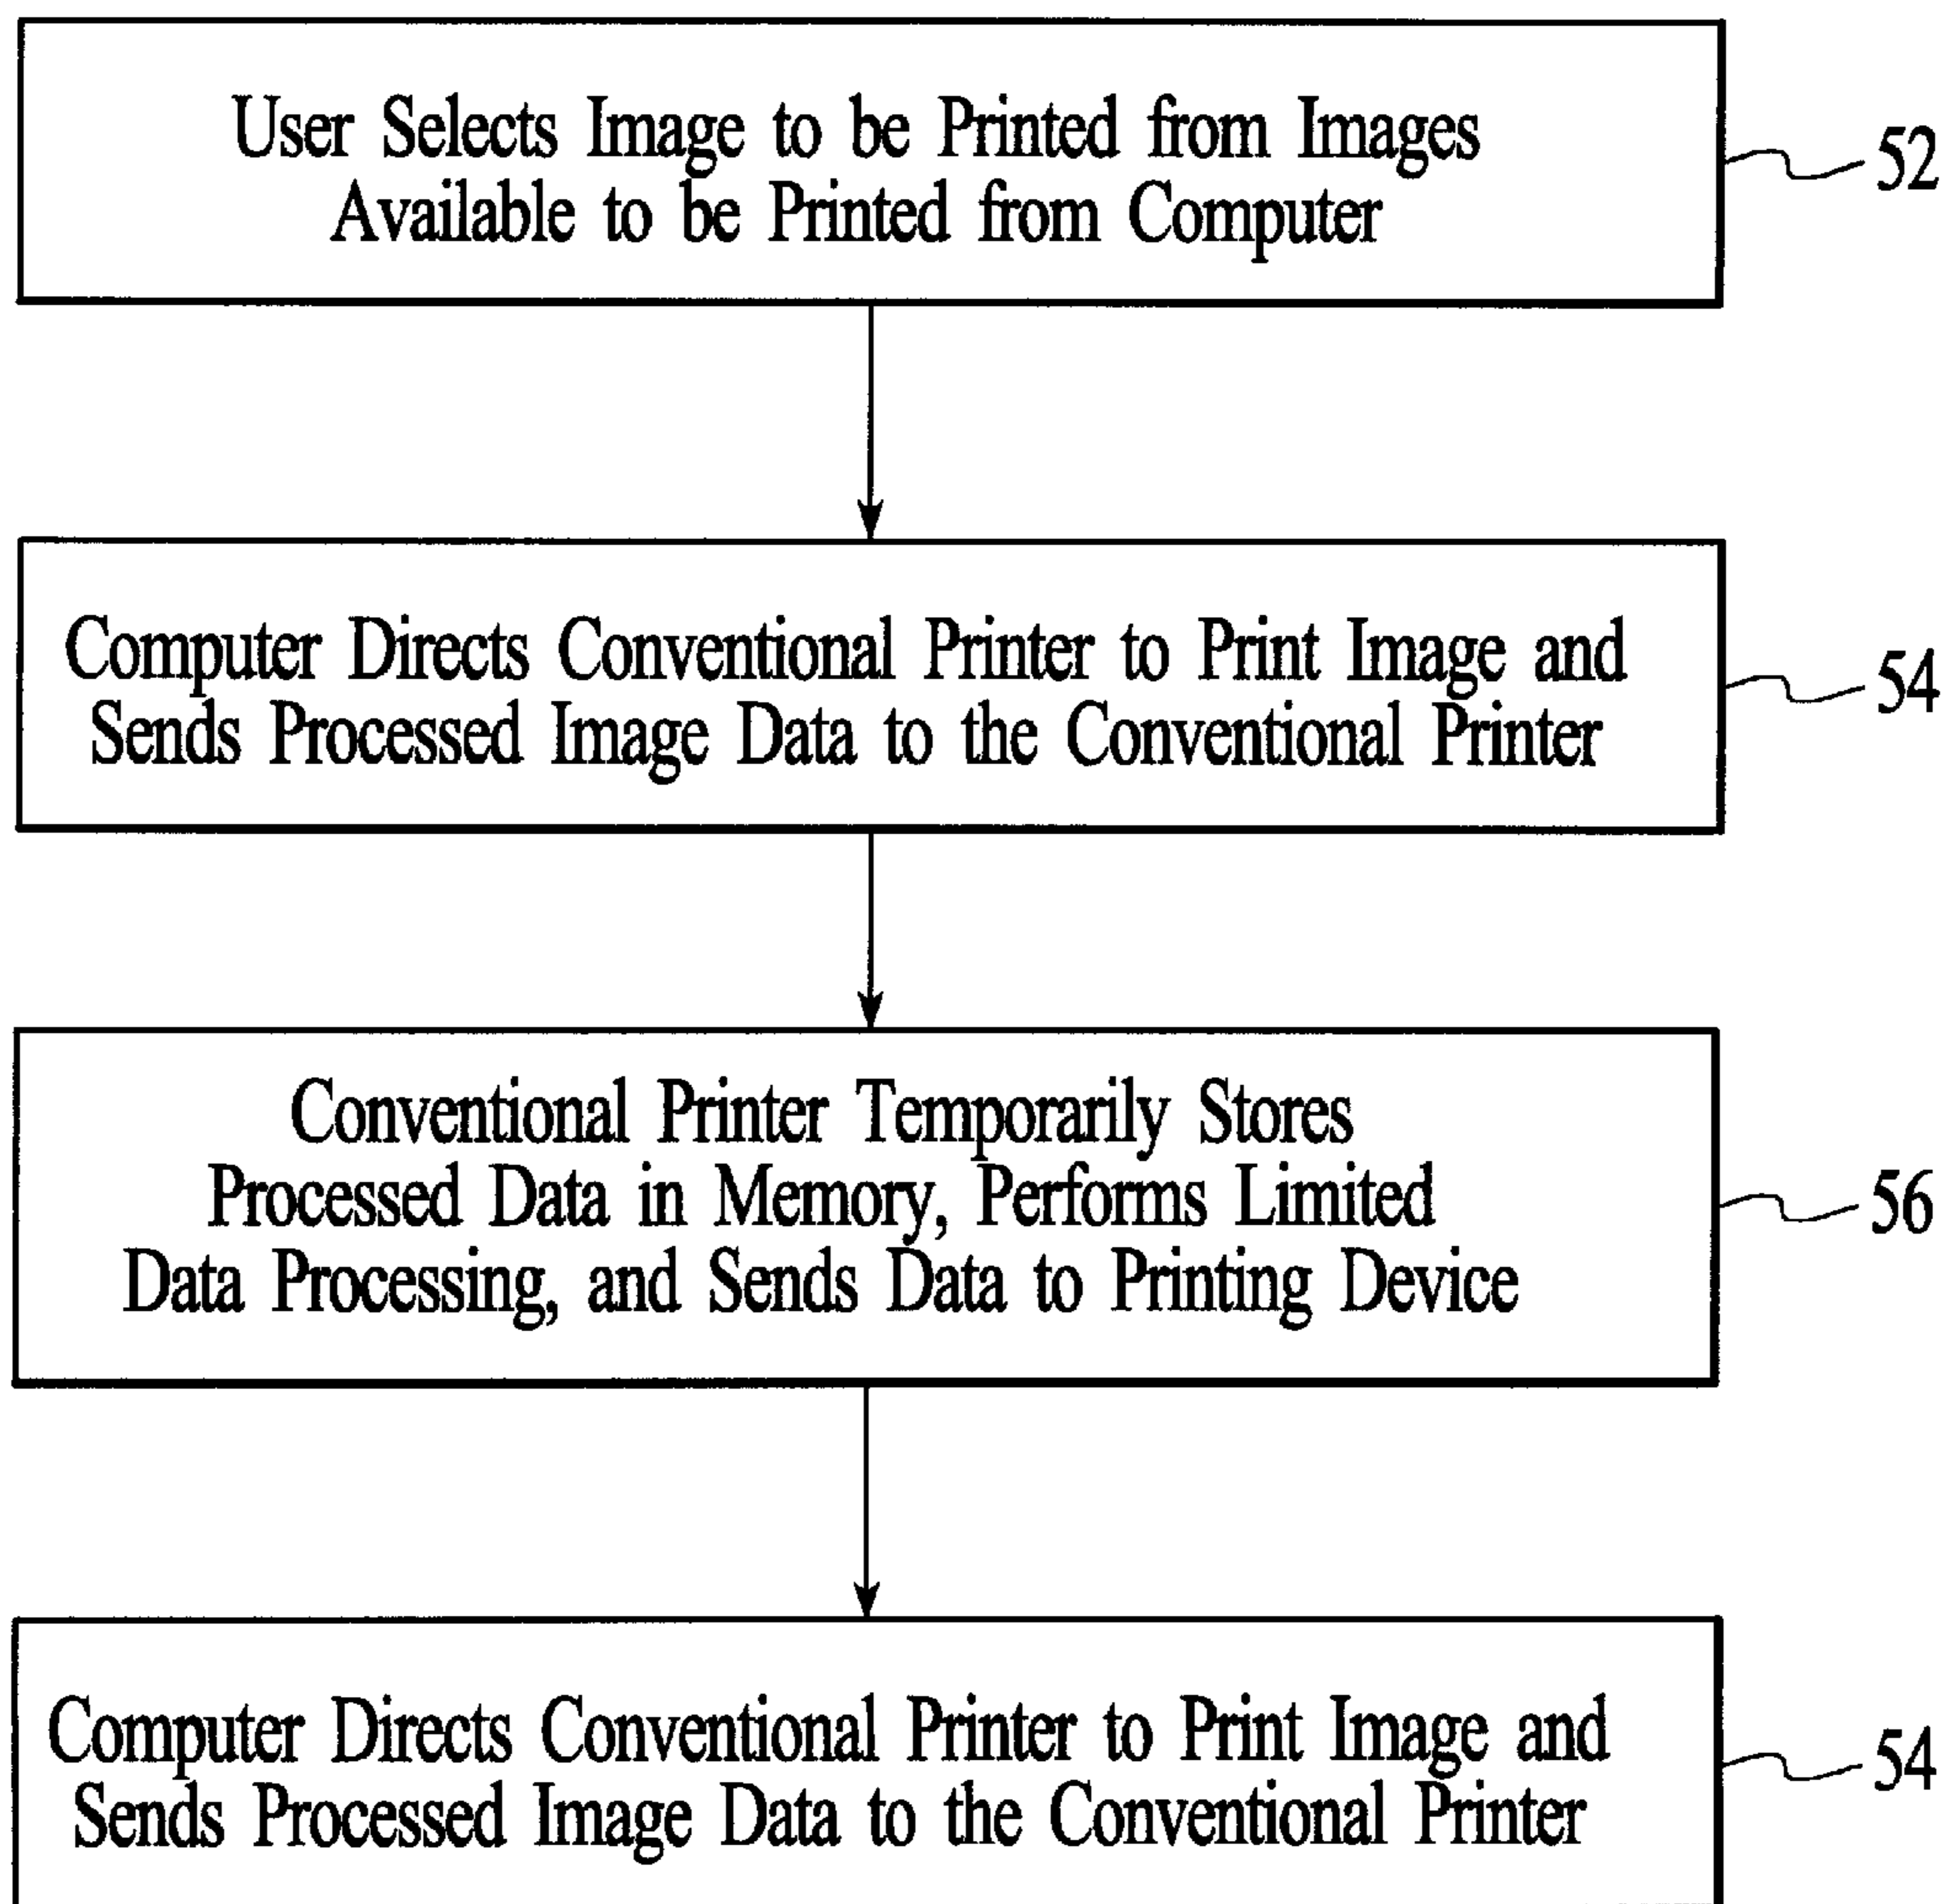 User Selects Image to be Printed from Images
Available to be Printed from Computer
52
Computer Directs Conventional Printer to Print Image and
Sends Processed Image Data to the Conventional Printer
54
Conventional Printer Temporarily Stores
Processed Data in Memory, Performs Limited
Data Processing, and Sends Data to Printing Device
56
Computer Directs Conventional Printer to Print Image and
Sends Processed Image Data to the Conventional Printer
54